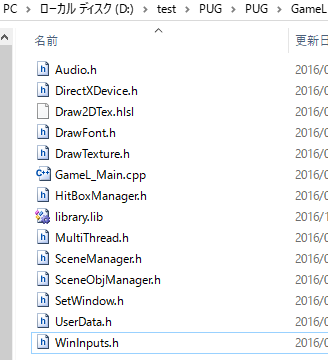 PC > ローカル ディスク (D:) > test > PUG > PUG > GameL
名前 更新日
Audio.h 2016/0
DirectXDevice.h 2016/0
Draw2DTex.hlsl 2016/0
DrawFont.h 2016/0
DrawTexture.h 2016/0
GameL_Main.cpp 2016/0
HitBoxManager.h 2016/0
library.lib 2016/1
MultiThread.h 2016/0
SceneManager.h 2016/0
SceneObjManager.h 2016/0
SetWindow.h 2016/0
UserData.h 2016/0
WinInputs.h 2016/0